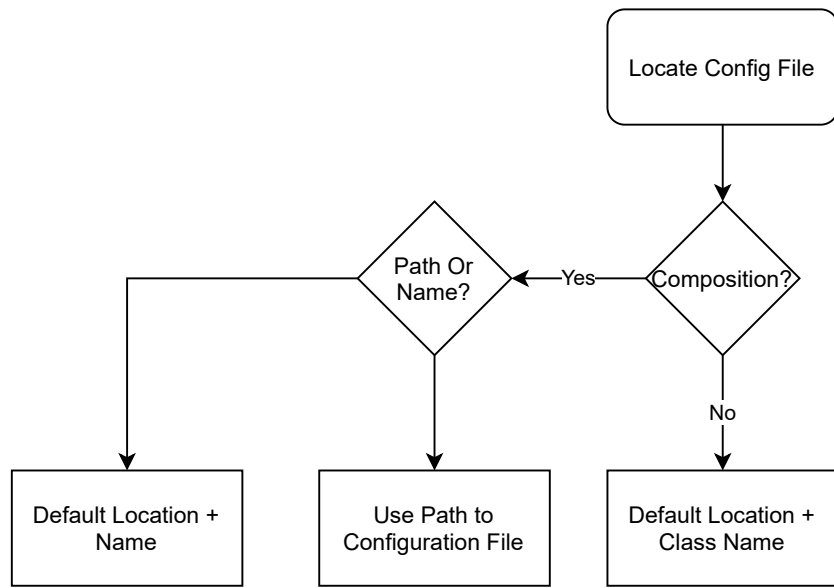 Locate Config File
Path Or
Name?
Yes
Composition?
No
Default Location +
Name
Use Path to
Configuration File
Default Location +
Class Name